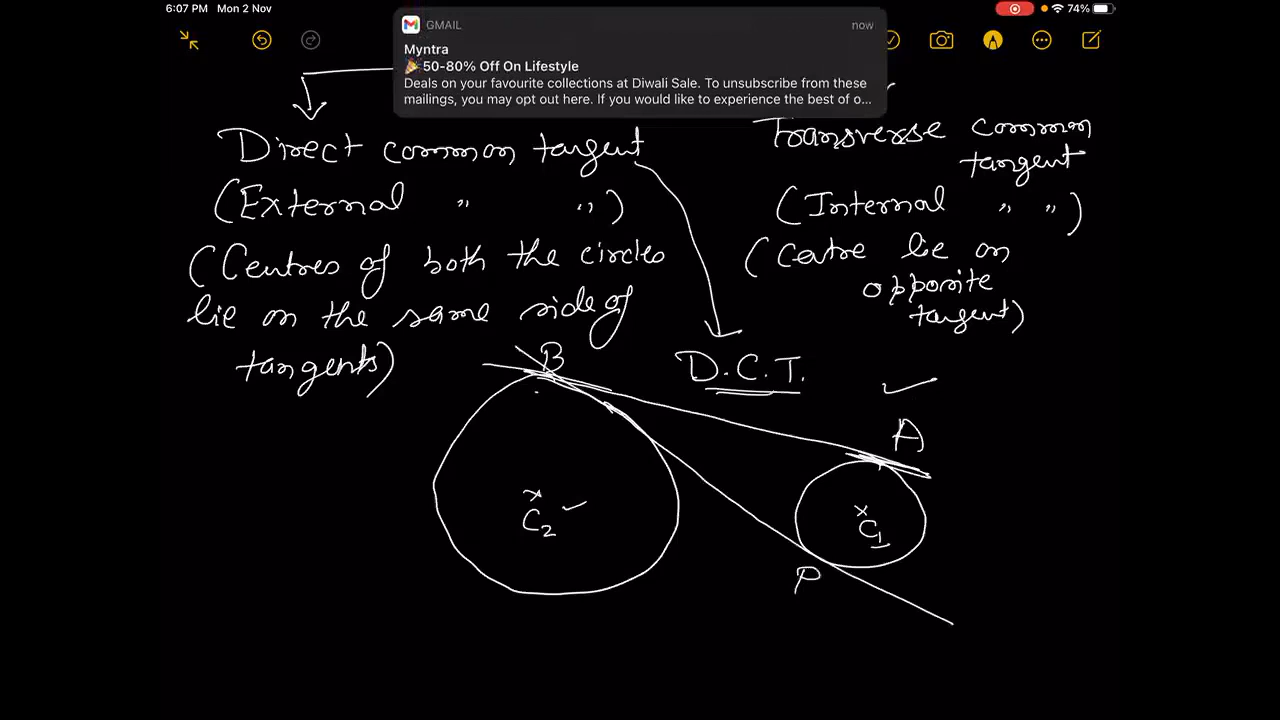 6:07 PM Mon 2 Nov
74%
GMAIL
now
Myntra
🎉50-80% Off On Lifestyle
Deals on your favourite collections at Diwali Sale. To unsubscribe from these
mailings, you may opt out here. If you would like to experience the best of o...
Direct common tangent
(External " " )
(Centres of both the circles
lie on the same side of
tangents)
Transverse common
tangent
(Internal " " )
(Centre lie on
opposite
tangent)
D.C.T.
B
A
C2
C1
P